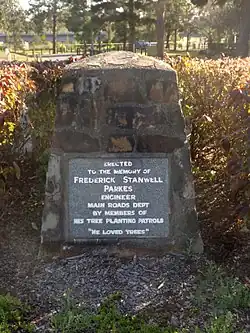 ERECTED
TO THE MEMORY OF
FREDERICK STANWELL
PARKES
ENGINEER
MAIN ROADS DEPT
BY MEMBERS OF
HIS TREE PLANTING PATROLS
"HE LOVED TREES"